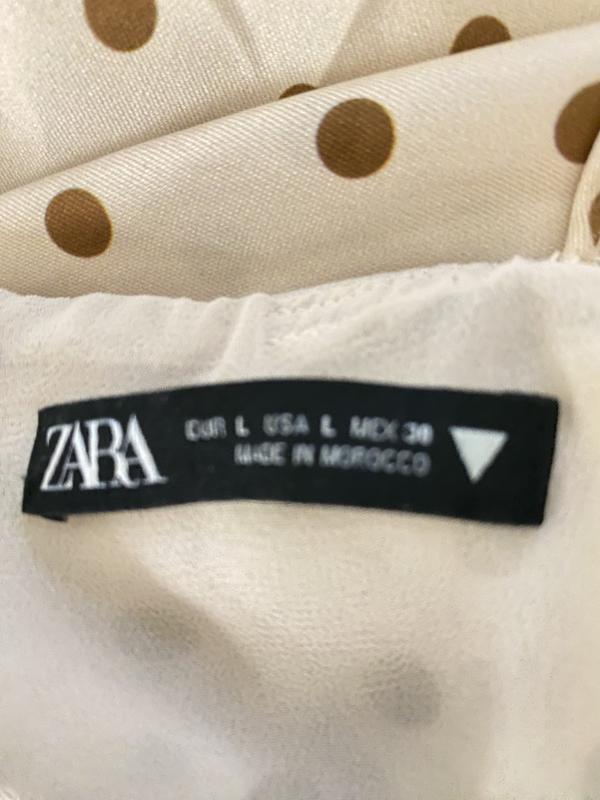 ZARA
EUR L USA L MEX 30
MADE IN MOROCCO